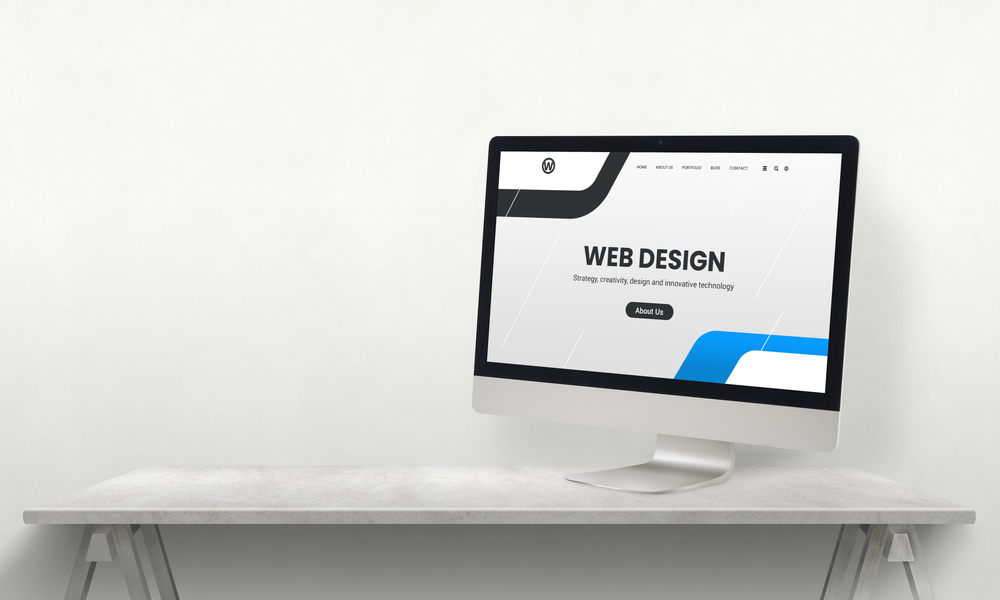 W
HOME ABOUT US PORTFOLIO BLOG CONTACT
WEB DESIGN
Strategy, creativity, design and innovative technology
About Us